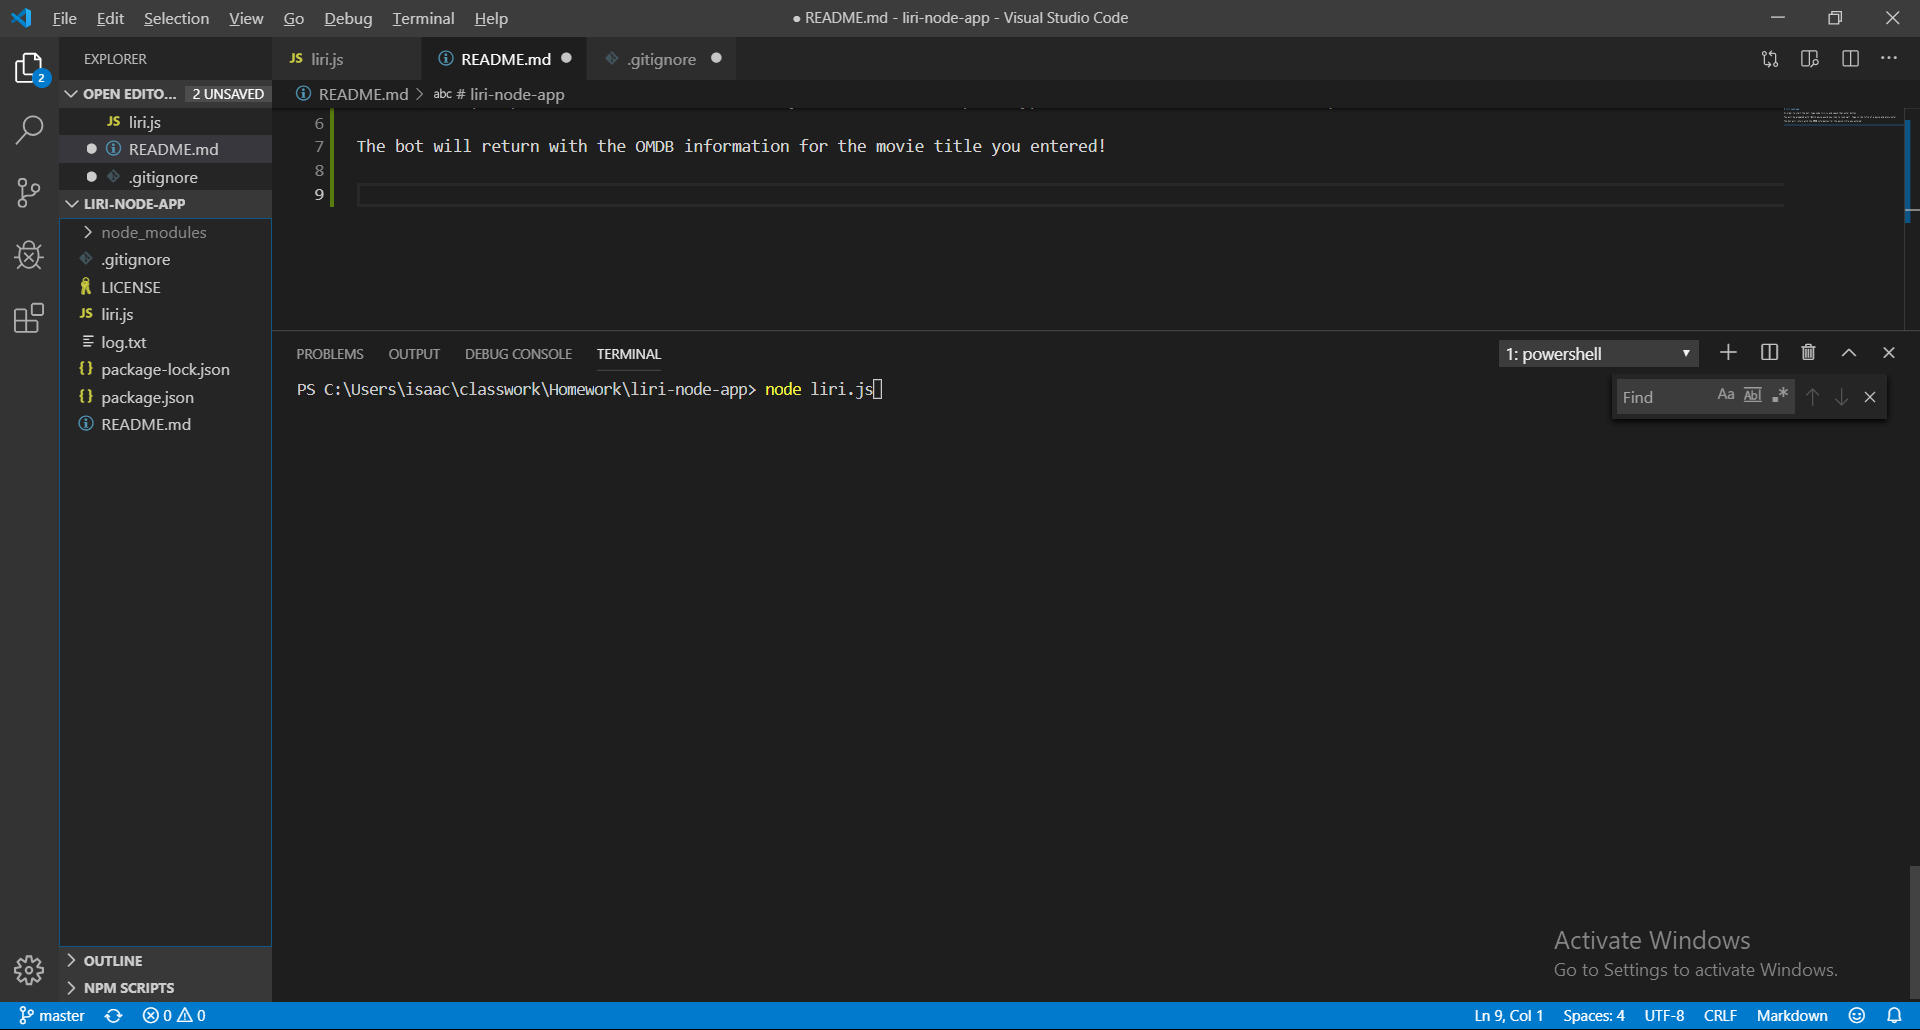 File Edit Selection View Go Debug Terminal Help
● README.md - liri-node-app - Visual Studio Code
2
EXPLORER
OPEN EDITO... 2 UNSAVED
JS liri.js
README.md
.gitignore
LIRI-NODE-APP
node_modules
.gitignore
LICENSE
JS liri.js
log.txt
{} package-lock.json
{} package.json
README.md
OUTLINE
NPM SCRIPTS
JS liri.js README.md ● .gitignore ●
README.md > abc # liri-node-app
6
7 The bot will return with the OMDB information for the movie title you entered!
8
9
PROBLEMS OUTPUT DEBUG CONSOLE TERMINAL
1: powershell
PS C:\Users\isaac\classwork\Homework\liri-node-app> node liri.js
Find Aa Abl .*
Activate Windows
Go to Settings to activate Windows.
master 0 0
Ln 9, Col 1 Spaces: 4 UTF-8 CRLF Markdown